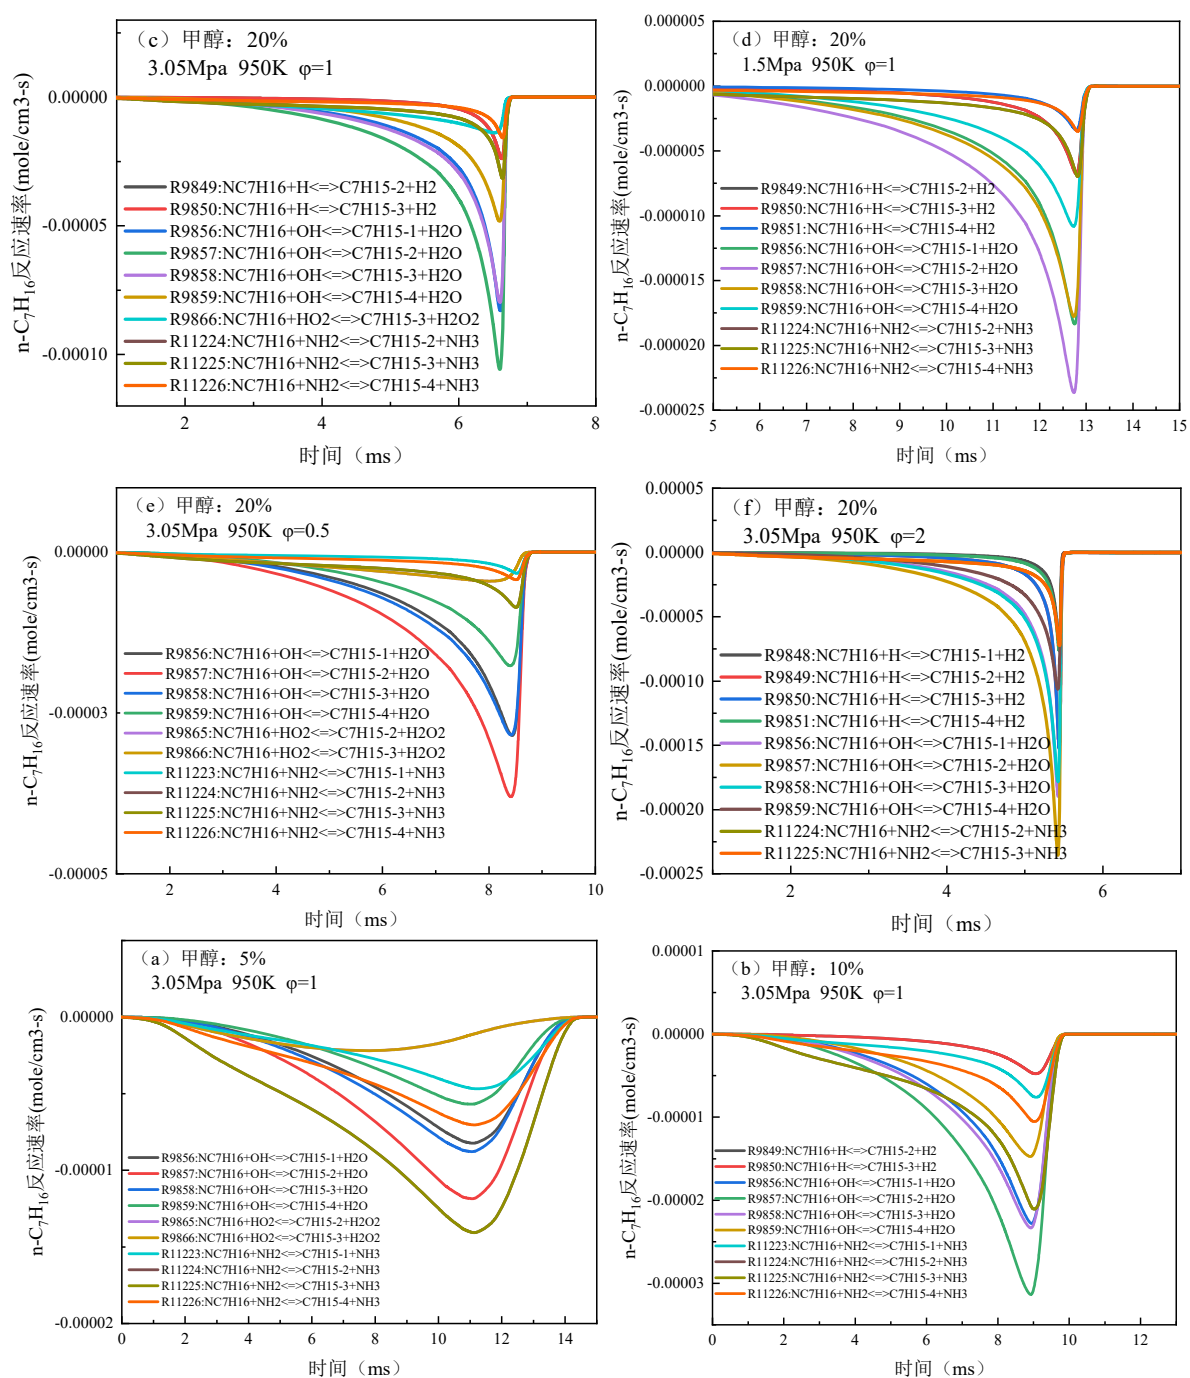 （c）甲醇：20%
3.05Mpa 950K φ=1
0.00000
-0.00005
-0.00010
n-C₇H₁₆反应速率(mole/cm3-s)
R9849:NC7H16+H<=>C7H15-2+H2
R9850:NC7H16+H<=>C7H15-3+H2
R9856:NC7H16+OH<=>C7H15-1+H2O
R9857:NC7H16+OH<=>C7H15-2+H2O
R9858:NC7H16+OH<=>C7H15-3+H2O
R9859:NC7H16+OH<=>C7H15-4+H2O
R9866:NC7H16+HO2<=>C7H15-3+H2O2
R11224:NC7H16+NH2<=>C7H15-2+NH3
R11225:NC7H16+NH2<=>C7H15-3+NH3
R11226:NC7H16+NH2<=>C7H15-4+NH3
2 4 6 8
时间（ms）
（d）甲醇：20%
1.5Mpa 950K φ=1
0.000005
0.000000
-0.000005
-0.000010
-0.000015
-0.000020
-0.000025
n-C₇H₁₆反应速率(mole/cm3-s)
R9849:NC7H16+H<=>C7H15-2+H2
R9850:NC7H16+H<=>C7H15-3+H2
R9851:NC7H16+H<=>C7H15-4+H2
R9856:NC7H16+OH<=>C7H15-1+H2O
R9857:NC7H16+OH<=>C7H15-2+H2O
R9858:NC7H16+OH<=>C7H15-3+H2O
R9859:NC7H16+OH<=>C7H15-4+H2O
R11224:NC7H16+NH2<=>C7H15-2+NH3
R11225:NC7H16+NH2<=>C7H15-3+NH3
R11226:NC7H16+NH2<=>C7H15-4+NH3
5 6 7 8 9 10 11 12 13 14 15
时间（ms）
（e）甲醇：20%
3.05Mpa 950K φ=0.5
0.00000
-0.00003
-0.00005
n-C₇H₁₆反应速率(mole/cm3-s)
R9856:NC7H16+OH<=>C7H15-1+H2O
R9857:NC7H16+OH<=>C7H15-2+H2O
R9858:NC7H16+OH<=>C7H15-3+H2O
R9859:NC7H16+OH<=>C7H15-4+H2O
R9865:NC7H16+HO2<=>C7H15-2+H2O2
R9866:NC7H16+HO2<=>C7H15-3+H2O2
R11223:NC7H16+NH2<=>C7H15-1+NH3
R11224:NC7H16+NH2<=>C7H15-2+NH3
R11225:NC7H16+NH2<=>C7H15-3+NH3
R11226:NC7H16+NH2<=>C7H15-4+NH3
2 4 6 8 10
时间（ms）
（f）甲醇：20%
3.05Mpa 950K φ=2
0.00005
0.00000
-0.00005
-0.00010
-0.00015
-0.00020
-0.00025
n-C₇H₁₆反应速率(mole/cm3-s)
R9848:NC7H16+H<=>C7H15-1+H2
R9849:NC7H16+H<=>C7H15-2+H2
R9850:NC7H16+H<=>C7H15-3+H2
R9851:NC7H16+H<=>C7H15-4+H2
R9856:NC7H16+OH<=>C7H15-1+H2O
R9857:NC7H16+OH<=>C7H15-2+H2O
R9858:NC7H16+OH<=>C7H15-3+H2O
R9859:NC7H16+OH<=>C7H15-4+H2O
R11224:NC7H16+NH2<=>C7H15-2+NH3
R11225:NC7H16+NH2<=>C7H15-3+NH3
2 4 6
时间（ms）
（a）甲醇：5%
3.05Mpa 950K φ=1
0.00000
-0.00001
-0.00002
n-C₇H₁₆反应速率(mole/cm3-s)
R9856:NC7H16+OH<=>C7H15-1+H2O
R9857:NC7H16+OH<=>C7H15-2+H2O
R9858:NC7H16+OH<=>C7H15-3+H2O
R9859:NC7H16+OH<=>C7H15-4+H2O
R9865:NC7H16+HO2<=>C7H15-2+H2O2
R9866:NC7H16+HO2<=>C7H15-3+H2O2
R11223:NC7H16+NH2<=>C7H15-1+NH3
R11224:NC7H16+NH2<=>C7H15-2+NH3
R11225:NC7H16+NH2<=>C7H15-3+NH3
R11226:NC7H16+NH2<=>C7H15-4+NH3
0 2 4 6 8 10 12 14
时间（ms）
（b）甲醇：10%
3.05Mpa 950K φ=1
0.00001
0.00000
-0.00001
-0.00002
-0.00003
n-C₇H₁₆反应速率(mole/cm3-s)
R9849:NC7H16+H<=>C7H15-2+H2
R9850:NC7H16+H<=>C7H15-3+H2
R9856:NC7H16+OH<=>C7H15-1+H2O
R9857:NC7H16+OH<=>C7H15-2+H2O
R9858:NC7H16+OH<=>C7H15-3+H2O
R9859:NC7H16+OH<=>C7H15-4+H2O
R11223:NC7H16+NH2<=>C7H15-1+NH3
R11224:NC7H16+NH2<=>C7H15-2+NH3
R11225:NC7H16+NH2<=>C7H15-3+NH3
R11226:NC7H16+NH2<=>C7H15-4+NH3
0 2 4 6 8 10 12
时间（ms）